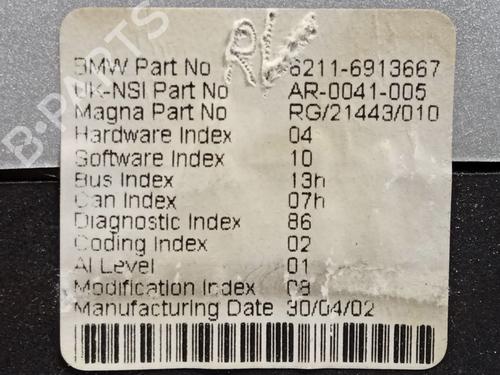 RK
BMW Part No 6211-6913667
UK-NSI Part No AR-0041-005
Magna Part No RG/21443/010
Hardware Index 04
Software Index 10
Bus Index 13h
Can Index 07h
Diagnostic Index 86
Coding Index 02
AI Level 01
Modification Index 08
Manufacturing Date 30/04/02
B-PARTS